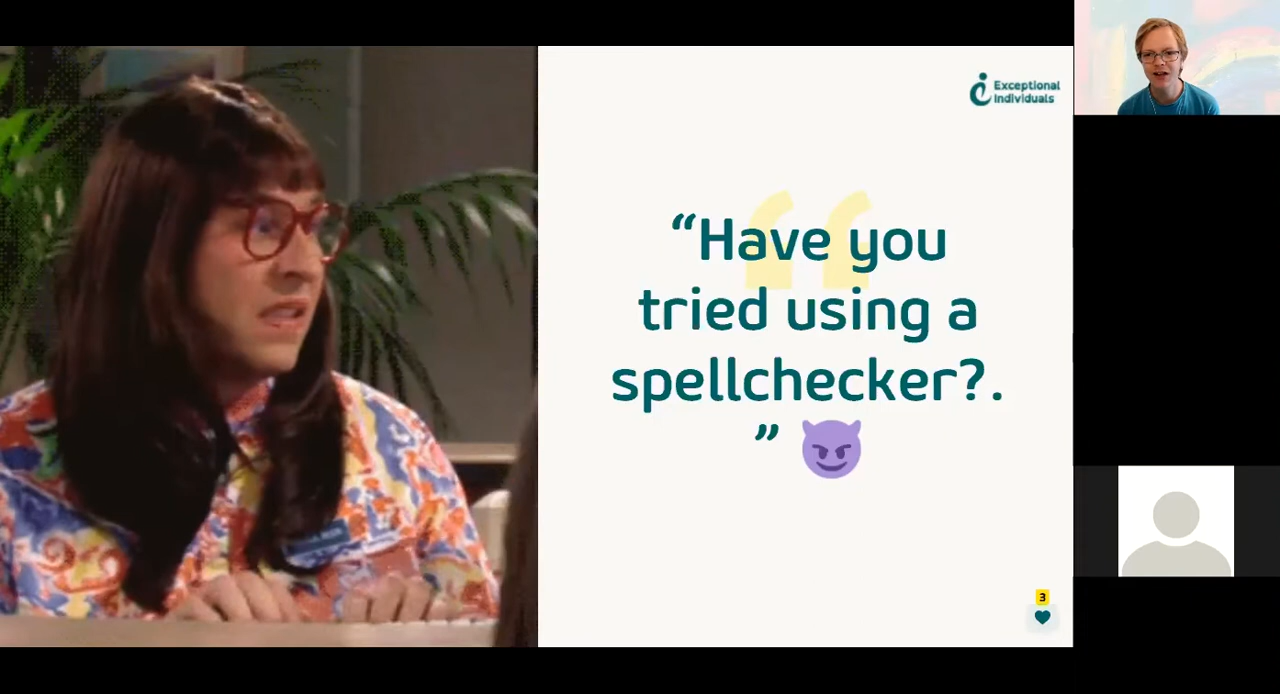 Exceptional
Individuals
“Have you
tried using a
spellchecker?.
” 😈
3